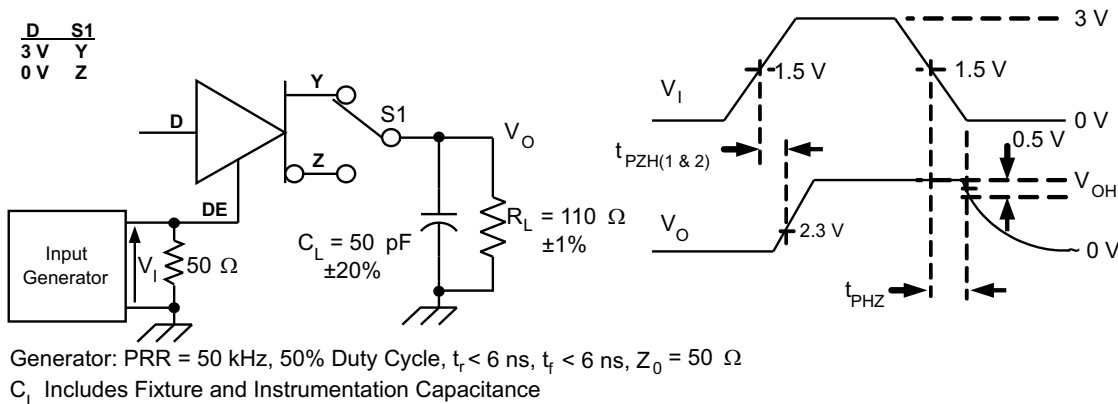 D S1
3 V Y
0 V Z
D
Y
Z
S1
DE
V_O
Input
Generator
V_I
50 Ω
C_L = 50 pF
±20%
R_L = 110 Ω
±1%
3 V
1.5 V
1.5 V
V_I
0 V
0.5 V
t_PZH(1 & 2)
V_OH
V_O
2.3 V
~ 0 V
t_PHZ
Generator: PRR = 50 kHz, 50% Duty Cycle, t_r < 6 ns, t_f < 6 ns, Z_0 = 50 Ω
C_L Includes Fixture and Instrumentation Capacitance